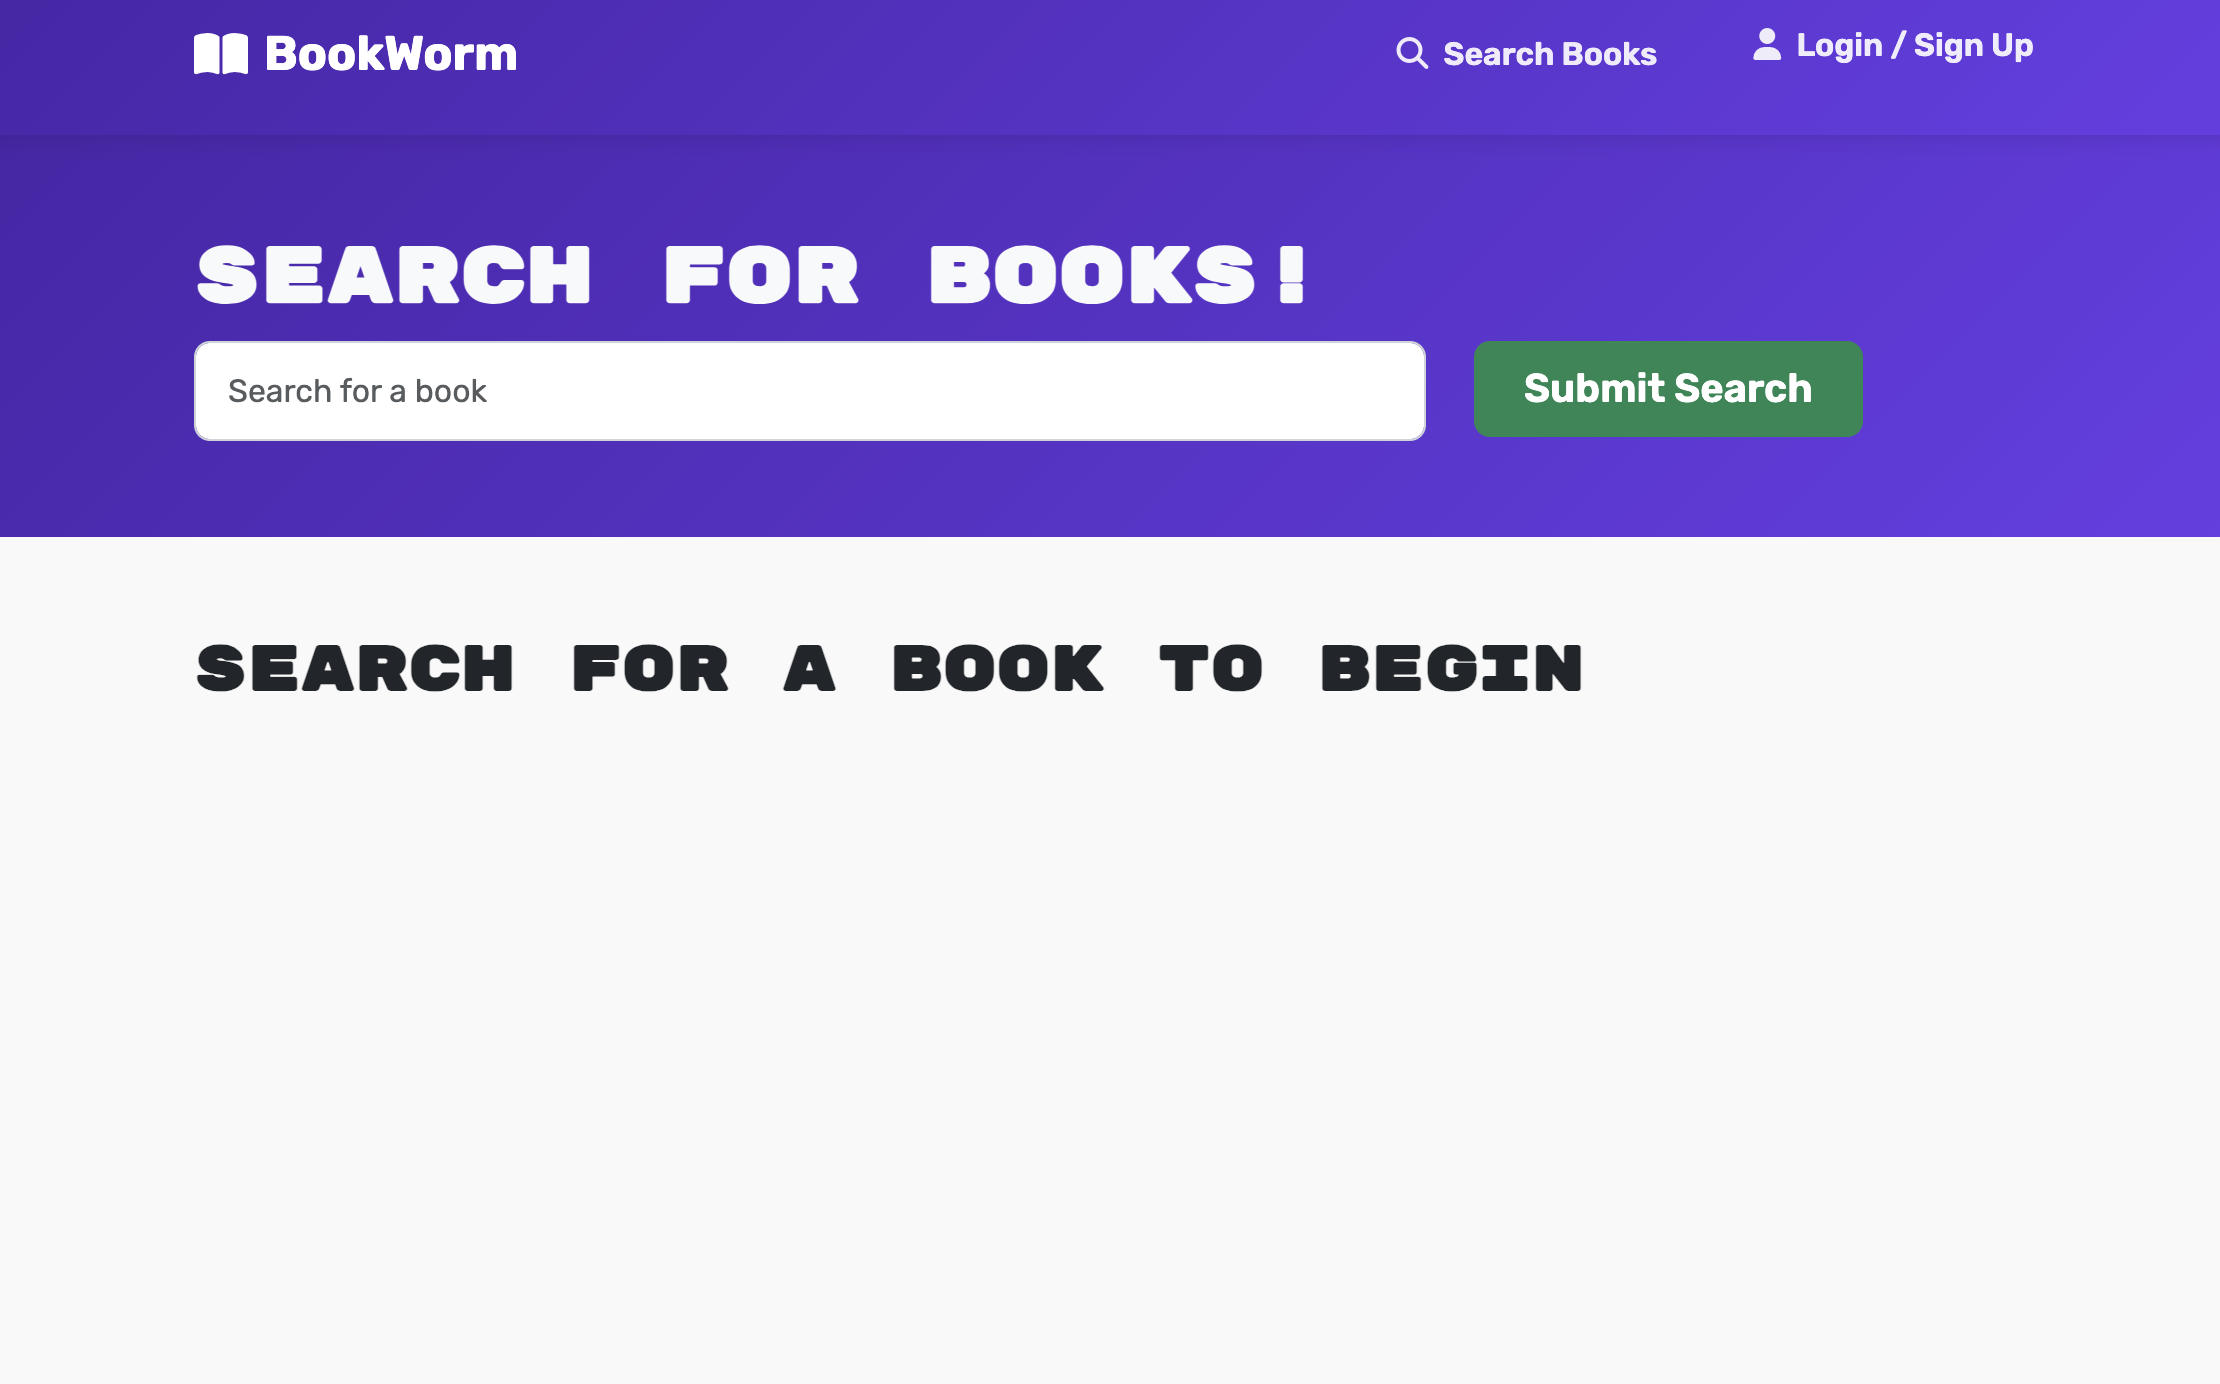 BookWorm
Search Books
Login / Sign Up
SEARCH FOR BOOKS!
Search for a book
Submit Search
SEARCH FOR A BOOK TO BEGIN